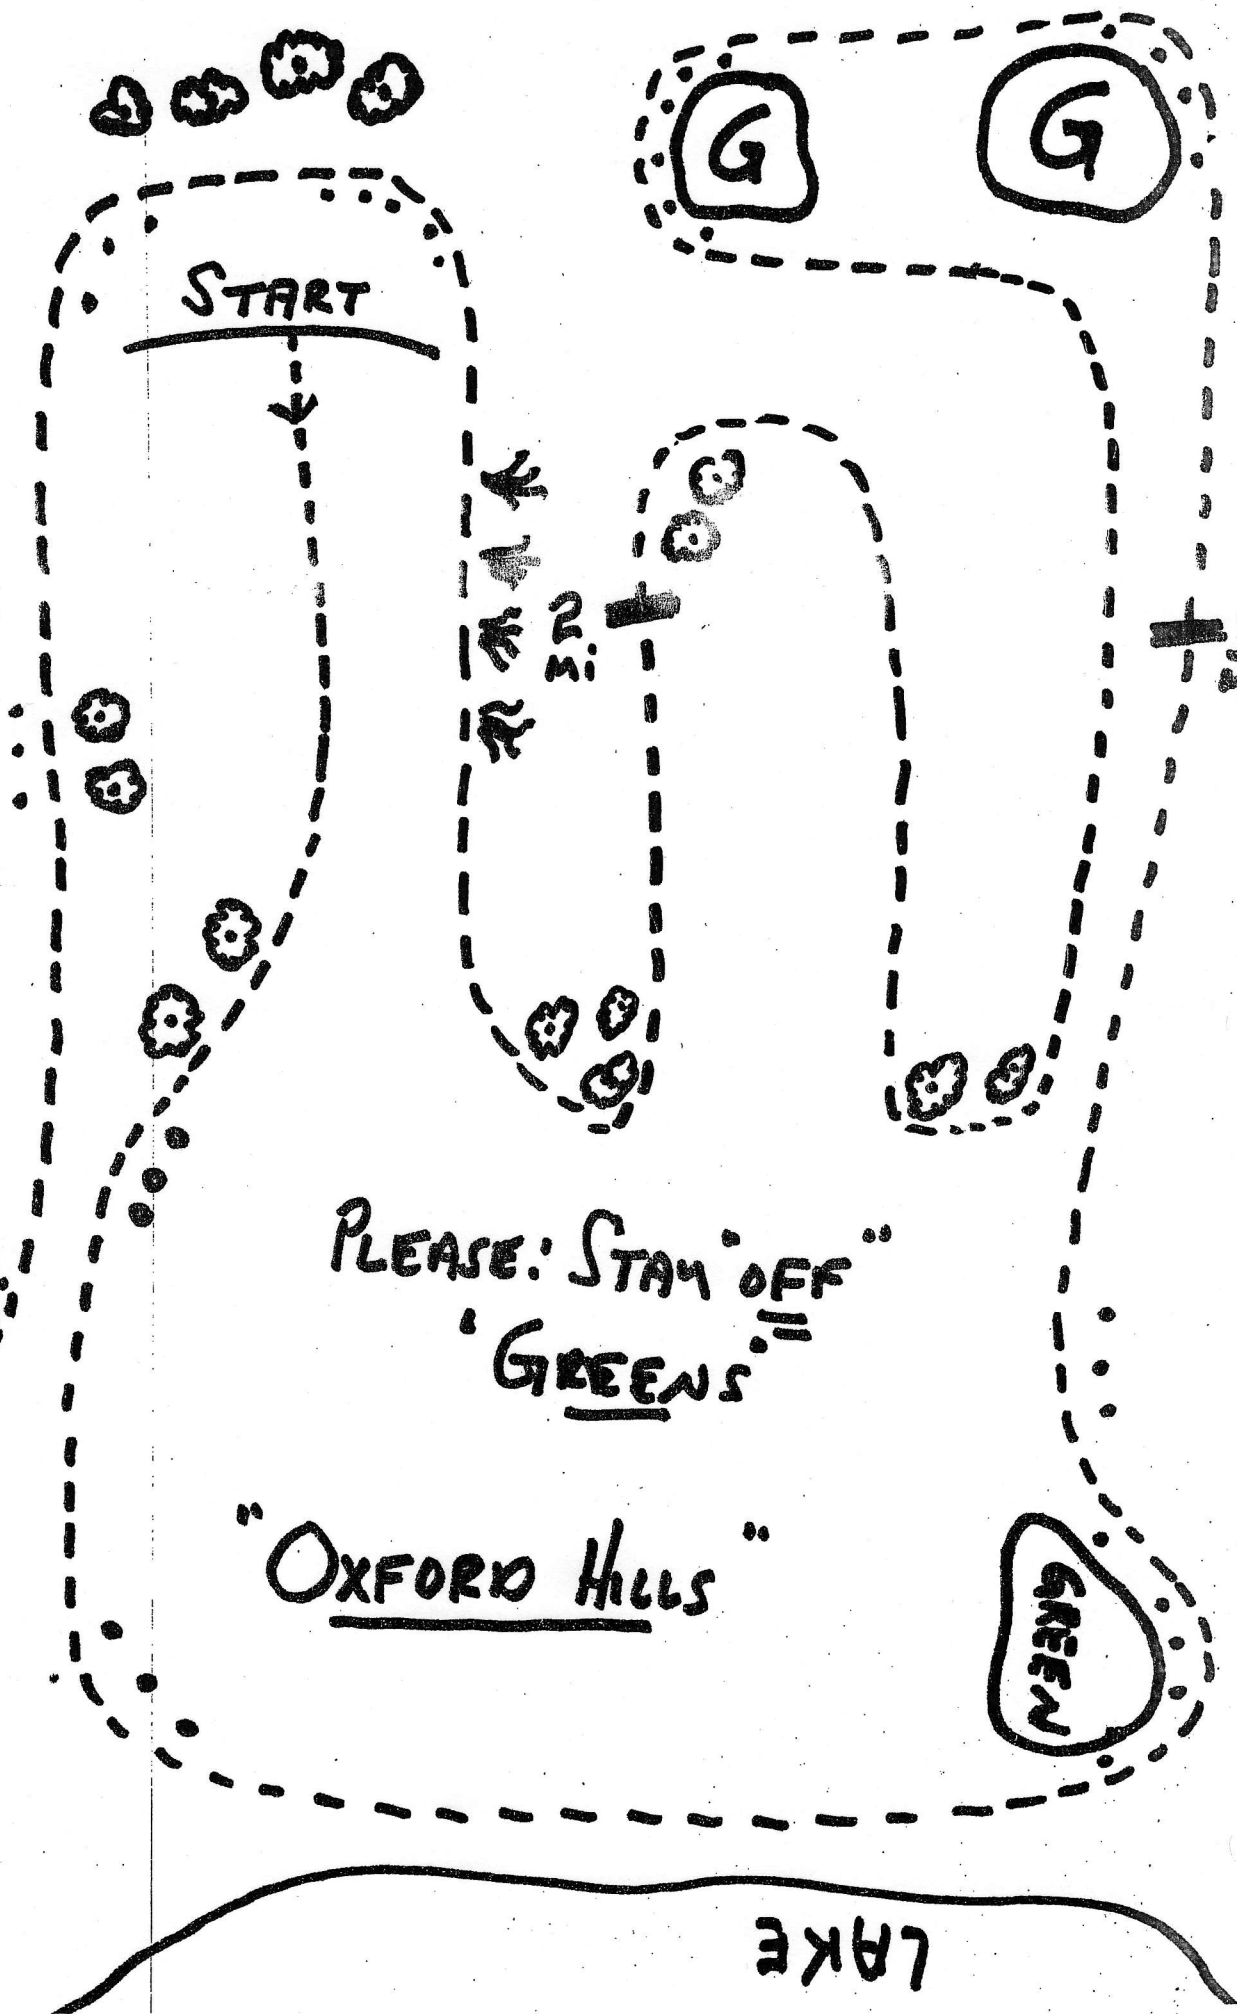 G
G
START
2
Mi
PLEASE: STAY "OFF"
"GREENS"
"OXFORD HILLS"
GREEN
LAKE